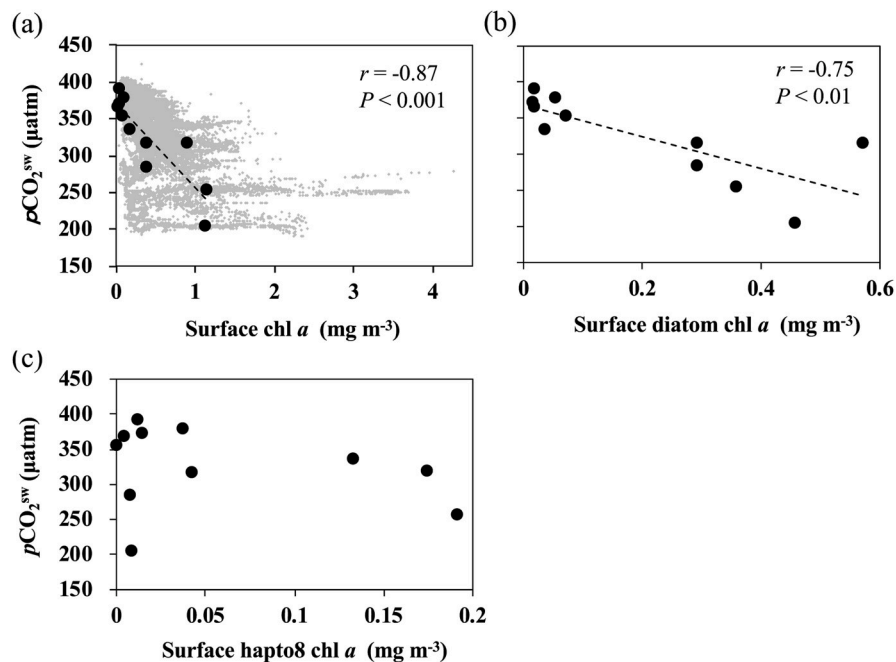 (a)
450
400
350
300
250
200
150
pCO₂ˢʷ (µatm)
r = -0.87
P < 0.001
0 1 2 3 4
Surface chl a (mg m⁻³)
(b)
r = -0.75
P < 0.01
0.2 0.4 0.6
Surface diatom chl a (mg m⁻³)
(c)
450
400
350
300
250
200
150
pCO₂ˢʷ (µatm)
0 0.05 0.1 0.15 0.2
Surface hapto8 chl a (mg m⁻³)